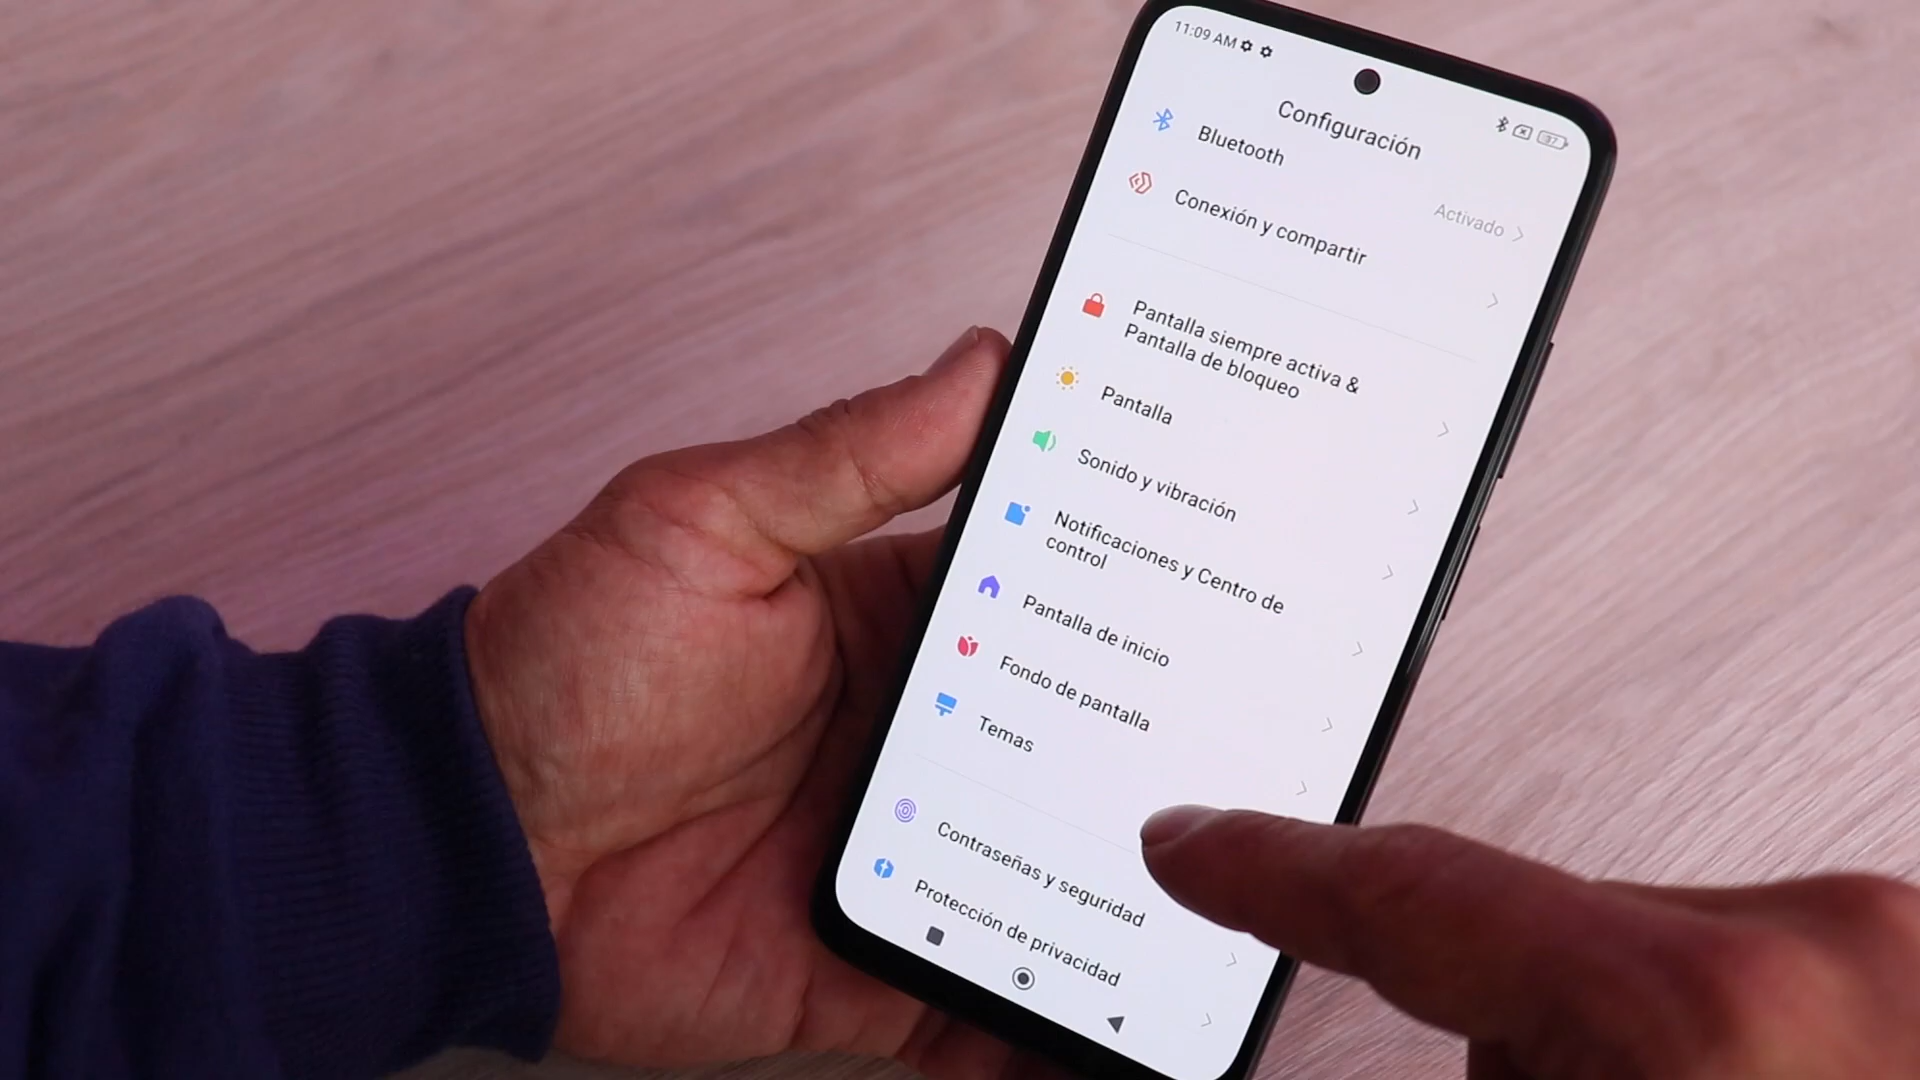 11:09 AM
87
Configuración
Bluetooth
Activado
Conexión y compartir
Pantalla siempre activa &
Pantalla de bloqueo
Pantalla
Sonido y vibración
Notificaciones y Centro de
control
Pantalla de inicio
Fondo de pantalla
Temas
Contraseñas y seguridad
Protección de privacidad